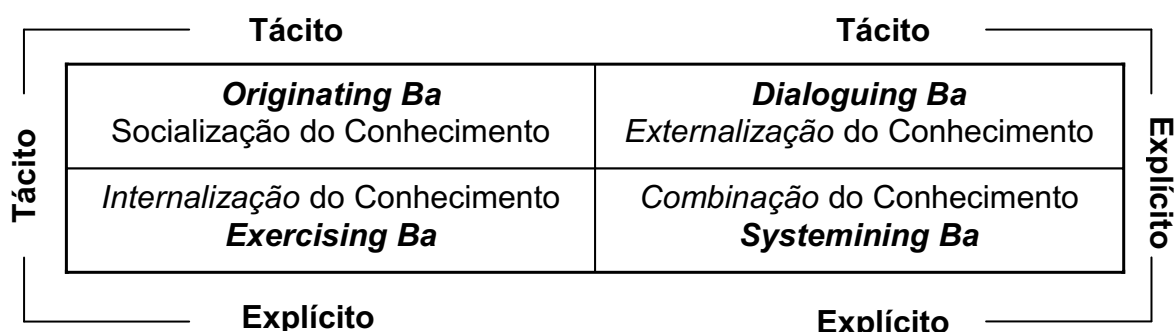 Tácito
Tácito
Originating Ba
Socialização do Conhecimento
Dialoguing Ba
Externalização do Conhecimento
Tácito
Explícito
Internalização do Conhecimento
Exercising Ba
Combinação do Conhecimento
Systemining Ba
Explícito
Explícito